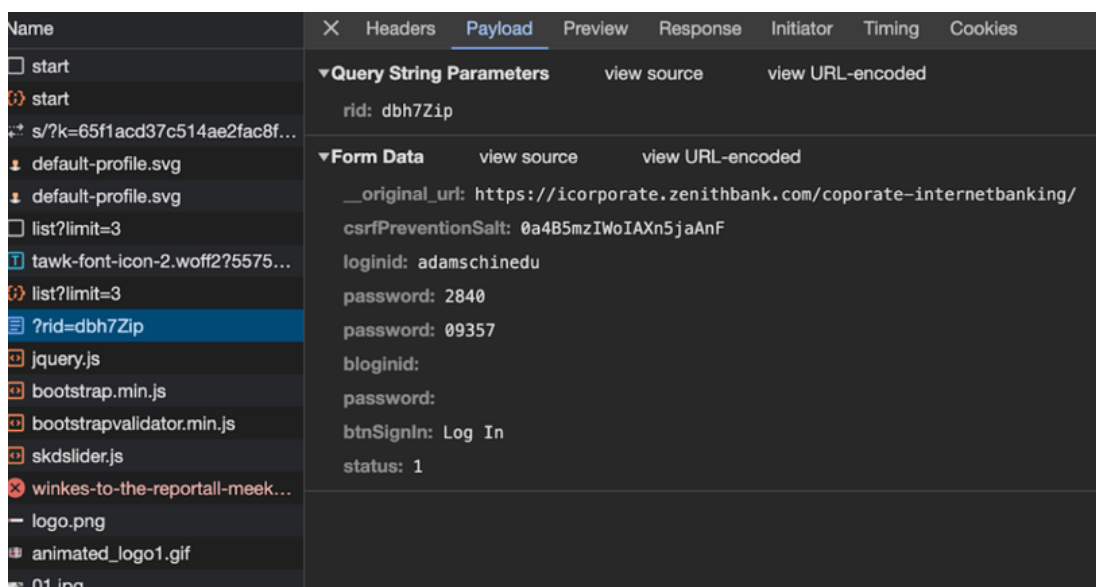 Name
start
start
s/?k=65f1acd37c514ae2fac8f...
default-profile.svg
default-profile.svg
list?limit=3
tawk-font-icon-2.woff2?5575...
list?limit=3
?rid=dbh7Zip
jquery.js
bootstrap.min.js
bootstrapvalidator.min.js
skdslider.js
winkes-to-the-reportall-meek...
logo.png
animated_logo1.gif
01.jpg
Headers Payload Preview Response Initiator Timing Cookies
Query String Parameters view source view URL-encoded
rid: dbh7Zip
Form Data view source view URL-encoded
__original_url: https://icorporate.zenithbank.com/coporate-internetbanking/
csrfPreventionSalt: 0a4B5mzIWoIAXn5jaAnF
loginid: adamschinedu
password: 2840
password: 09357
bloginid:
password:
btnSignIn: Log In
status: 1